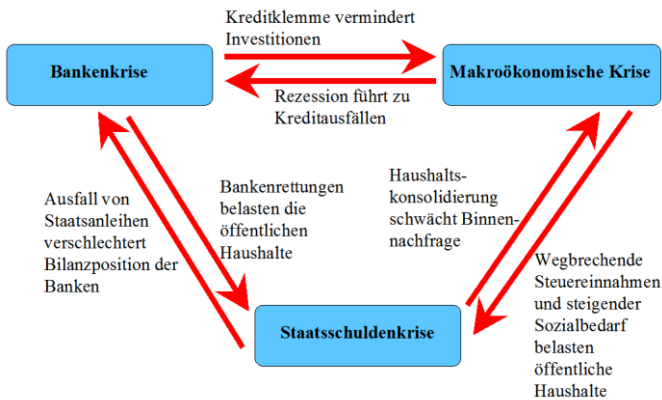 Kreditklemme vermindert
Investitionen
Bankenkrise
Makroökonomische Krise
Rezession führt zu
Kreditausfällen
Ausfall von
Staatsanleihen
verschlechtert
Bilanzposition der
Banken
Bankenrettungen
belasten die
öffentlichen
Haushalte
Haushalts-
konsolidierung
schwächt Binnen-
nachfrage
Wegbrechende
Steuereinnahmen
und steigender
Sozialbedarf
belasten
öffentliche
Haushalte
Staatsschuldenkrise